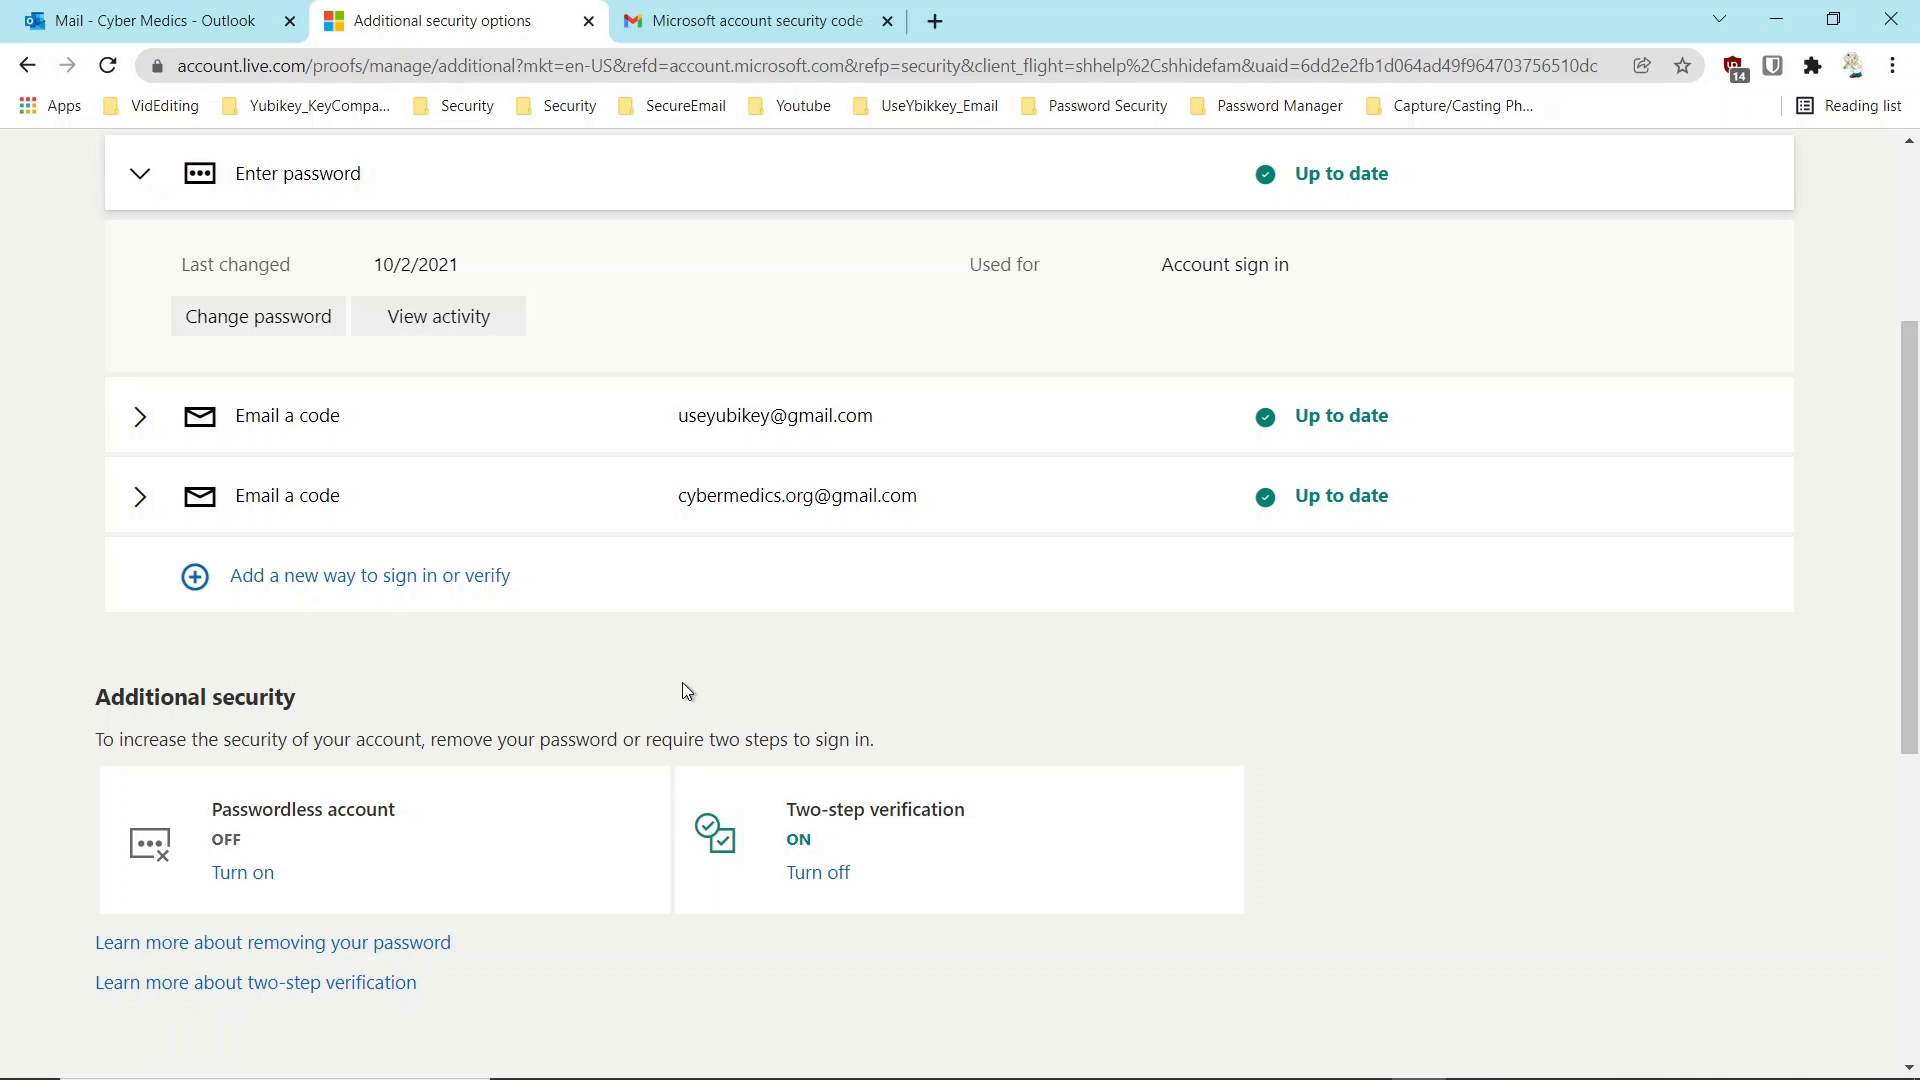 Mail - Cyber Medics - Outlook
Additional security options
Microsoft account security code
account.live.com/proofs/manage/additional?mkt=en-US&refd=account.microsoft.com&refp=security&client_flight=shhelp%2Cshhidefam&uaid=6dd2e2fb1d064ad49f964703756510dc
14
Apps
VidEditing
Yubikey_KeyCompa...
Security
Security
SecureEmail
Youtube
UseYbikkey_Email
Password Security
Password Manager
Capture/Casting Ph...
Reading list
Enter password
Up to date
Last changed
10/2/2021
Used for
Account sign in
Change password
View activity
Email a code
useyubikey@gmail.com
Up to date
Email a code
cybermedics.org@gmail.com
Up to date
Add a new way to sign in or verify
Additional security
To increase the security of your account, remove your password or require two steps to sign in.
Passwordless account
OFF
Turn on
Two-step verification
ON
Turn off
Learn more about removing your password
Learn more about two-step verification